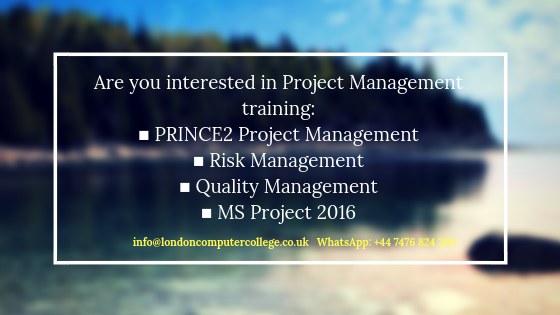 Are you interested in Project Management
training:
■ PRINCE2 Project Management
■ Risk Management
■ Quality Management
■ MS Project 2016
info@londoncomputercollege.co.uk WhatsApp: +44 7476 824